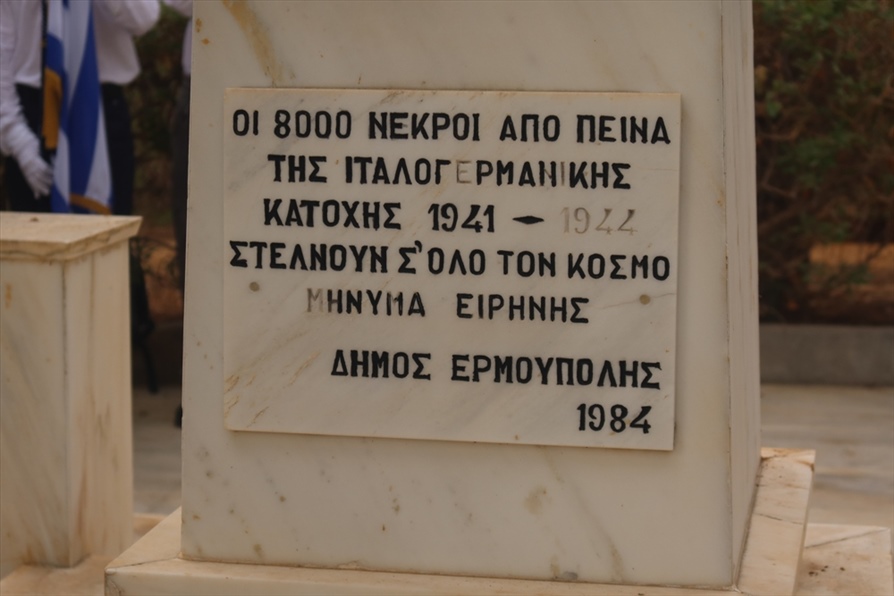 ΟΙ 8000 ΝΕΚΡΟΙ ΑΠΟ ΠΕΙΝΑ
ΤΗΣ ΙΤΑΛΟΓΕΡΜΑΝΙΚΗΣ
ΚΑΤΟΧΗΣ 1941 - 1944
ΣΤΕΛΝΟΥΝ Σ'ΟΛΟ ΤΟΝ ΚΟΣΜΟ
ΜΗΝΥΜΑ ΕΙΡΗΝΗΣ
ΔΗΜΟΣ ΕΡΜΟΥΠΟΛΗΣ
1984